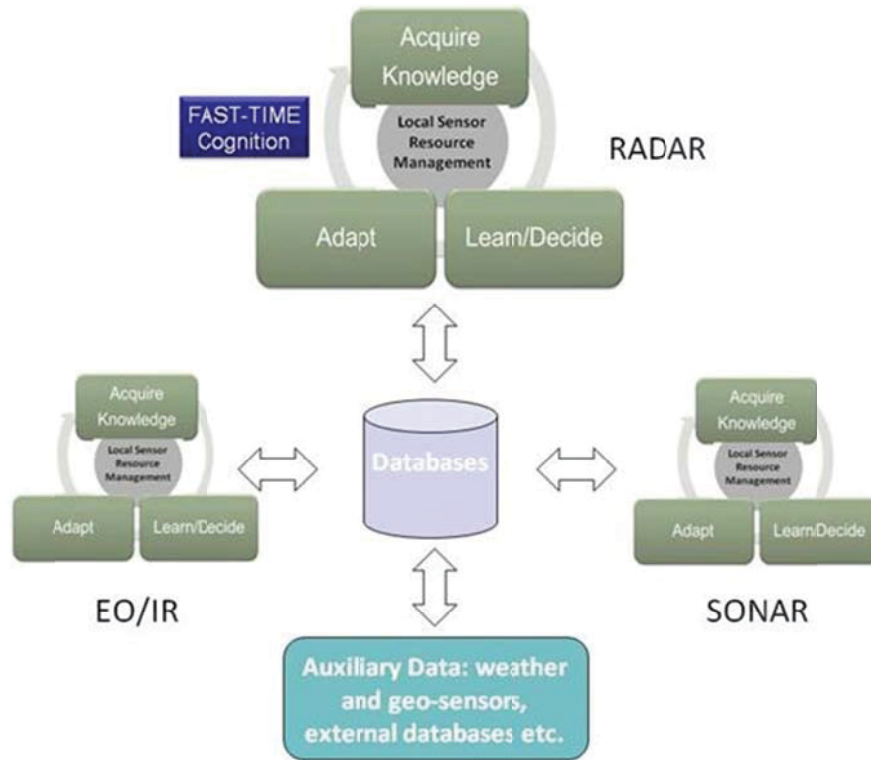 Acquire
Knowledge
FAST-TIME
Cognition
Local Sensor
Resource
Management
RADAR
Adapt
Learn/Decide
Acquire
Knowledge
Local Sensor
Resource
Management
Adapt
Learn/Decide
EO/IR
Databases
Acquire
Knowledge
Local Sensor
Resource
Management
Adapt
Learn/Decide
SONAR
Auxiliary Data: weather
and geo-sensors,
external databases etc.